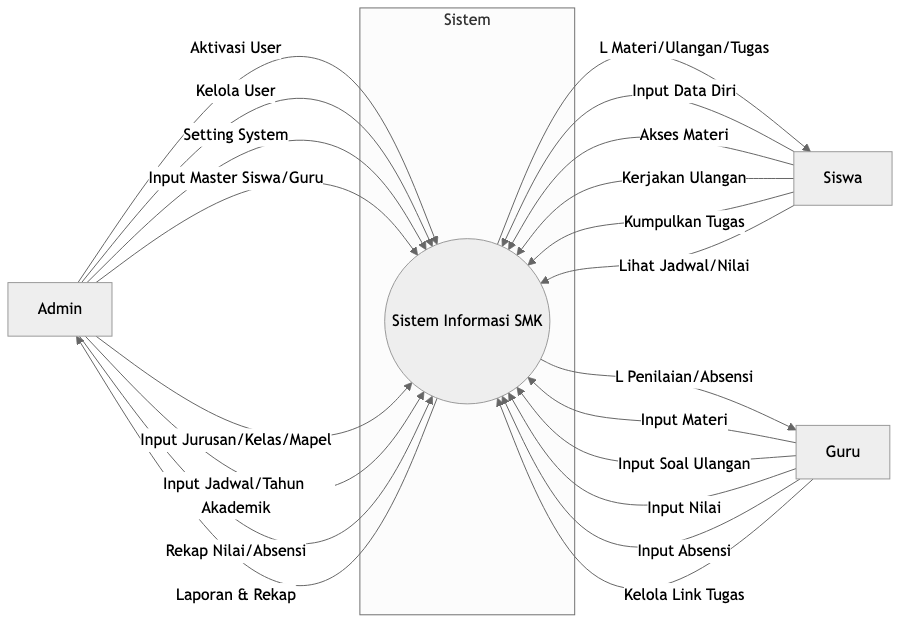 Sistem
Aktivasi User
Kelola User
Setting System
Input Master Siswa/Guru
Admin
Input Jurusan/Kelas/Mapel
Input Jadwal/Tahun
Akademik
Rekap Nilai/Absensi
Laporan & Rekap
Sistem Informasi SMK
L Materi/Ulangan/Tugas
Input Data Diri
Akses Materi
Kerjakan Ulangan
Kumpulkan Tugas
Lihat Jadwal/Nilai
Siswa
L Penilaian/Absensi
Input Materi
Input Soal Ulangan
Input Nilai
Input Absensi
Kelola Link Tugas
Guru